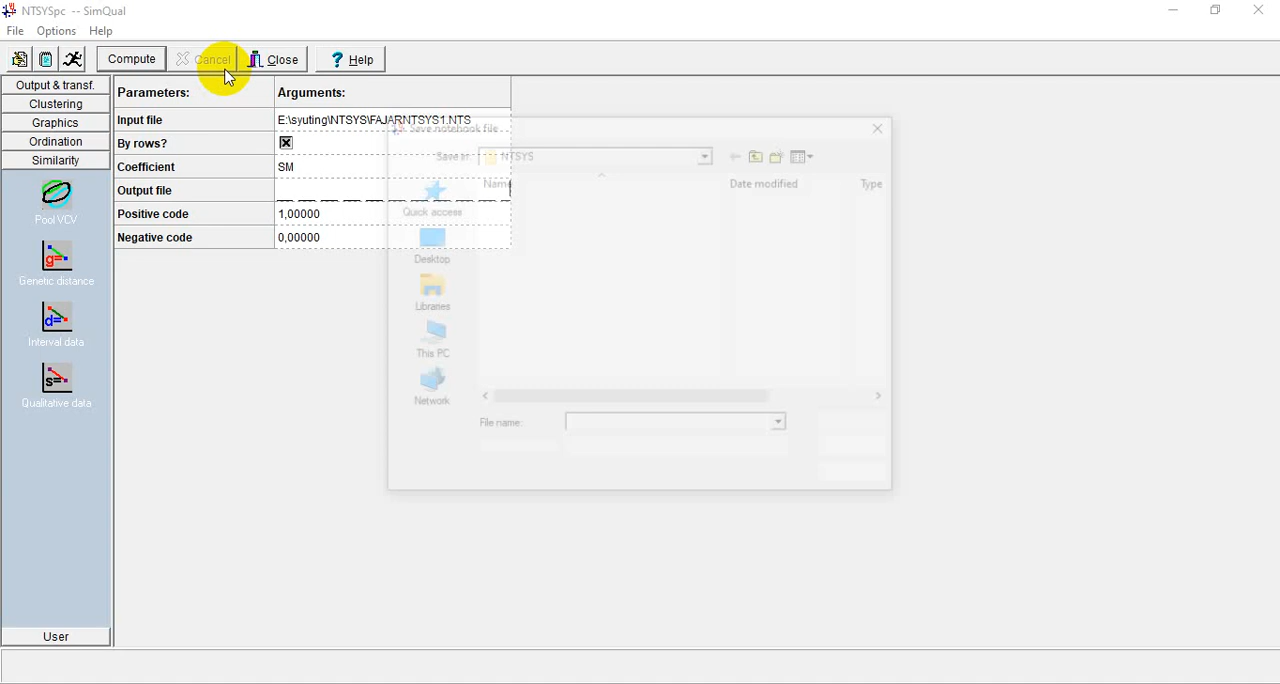 NTSYSpc -- SimQual
File Options Help
Compute Cancel Close ? Help
Output & transf.
Clustering
Graphics
Ordination
Similarity
Pool VCV
g=
Genetic distance
d=
Interval data
s=
Qualitative data
User
Parameters: Arguments:
Input file E:\syuting\NTSYS\FAJARNTSYS1.NTS
By rows?
Coefficient SM
Output file
Positive code 1,00000
Negative code 0,00000
Save notebook file
Save in: NTSYS
Name Date modified Type
Quick access
Desktop
Libraries
This PC
Network
File name: